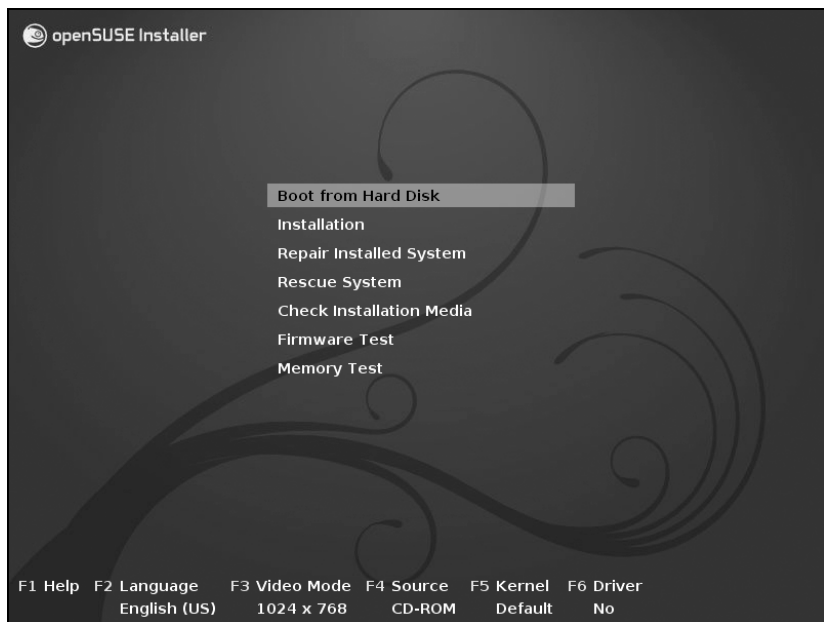 openSUSE Installer
Boot from Hard Disk
Installation
Repair Installed System
Rescue System
Check Installation Media
Firmware Test
Memory Test
F1 Help F2 Language F3 Video Mode F4 Source F5 Kernel F6 Driver
English (US) 1024 x 768 CD-ROM Default No